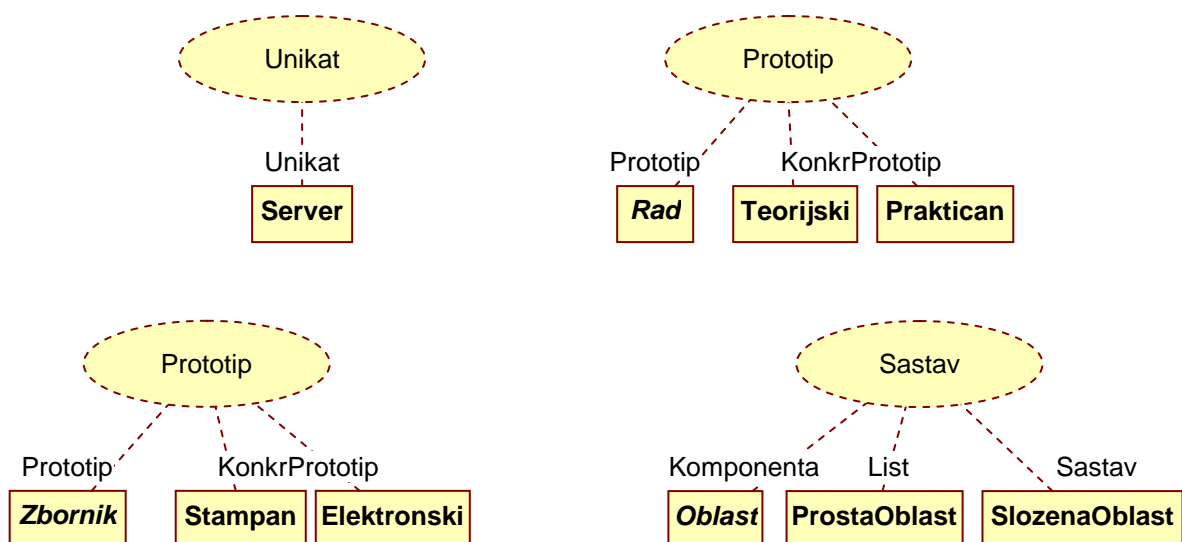 Unikat
Prototip
Unikat
Prototip KonkrPrototip
Server
Rad Teorijski Praktican
Prototip
Sastav
Prototip KonkrPrototip
Komponenta List Sastav
Zbornik Stampan Elektronski
Oblast ProstaOblast SlozenaOblast